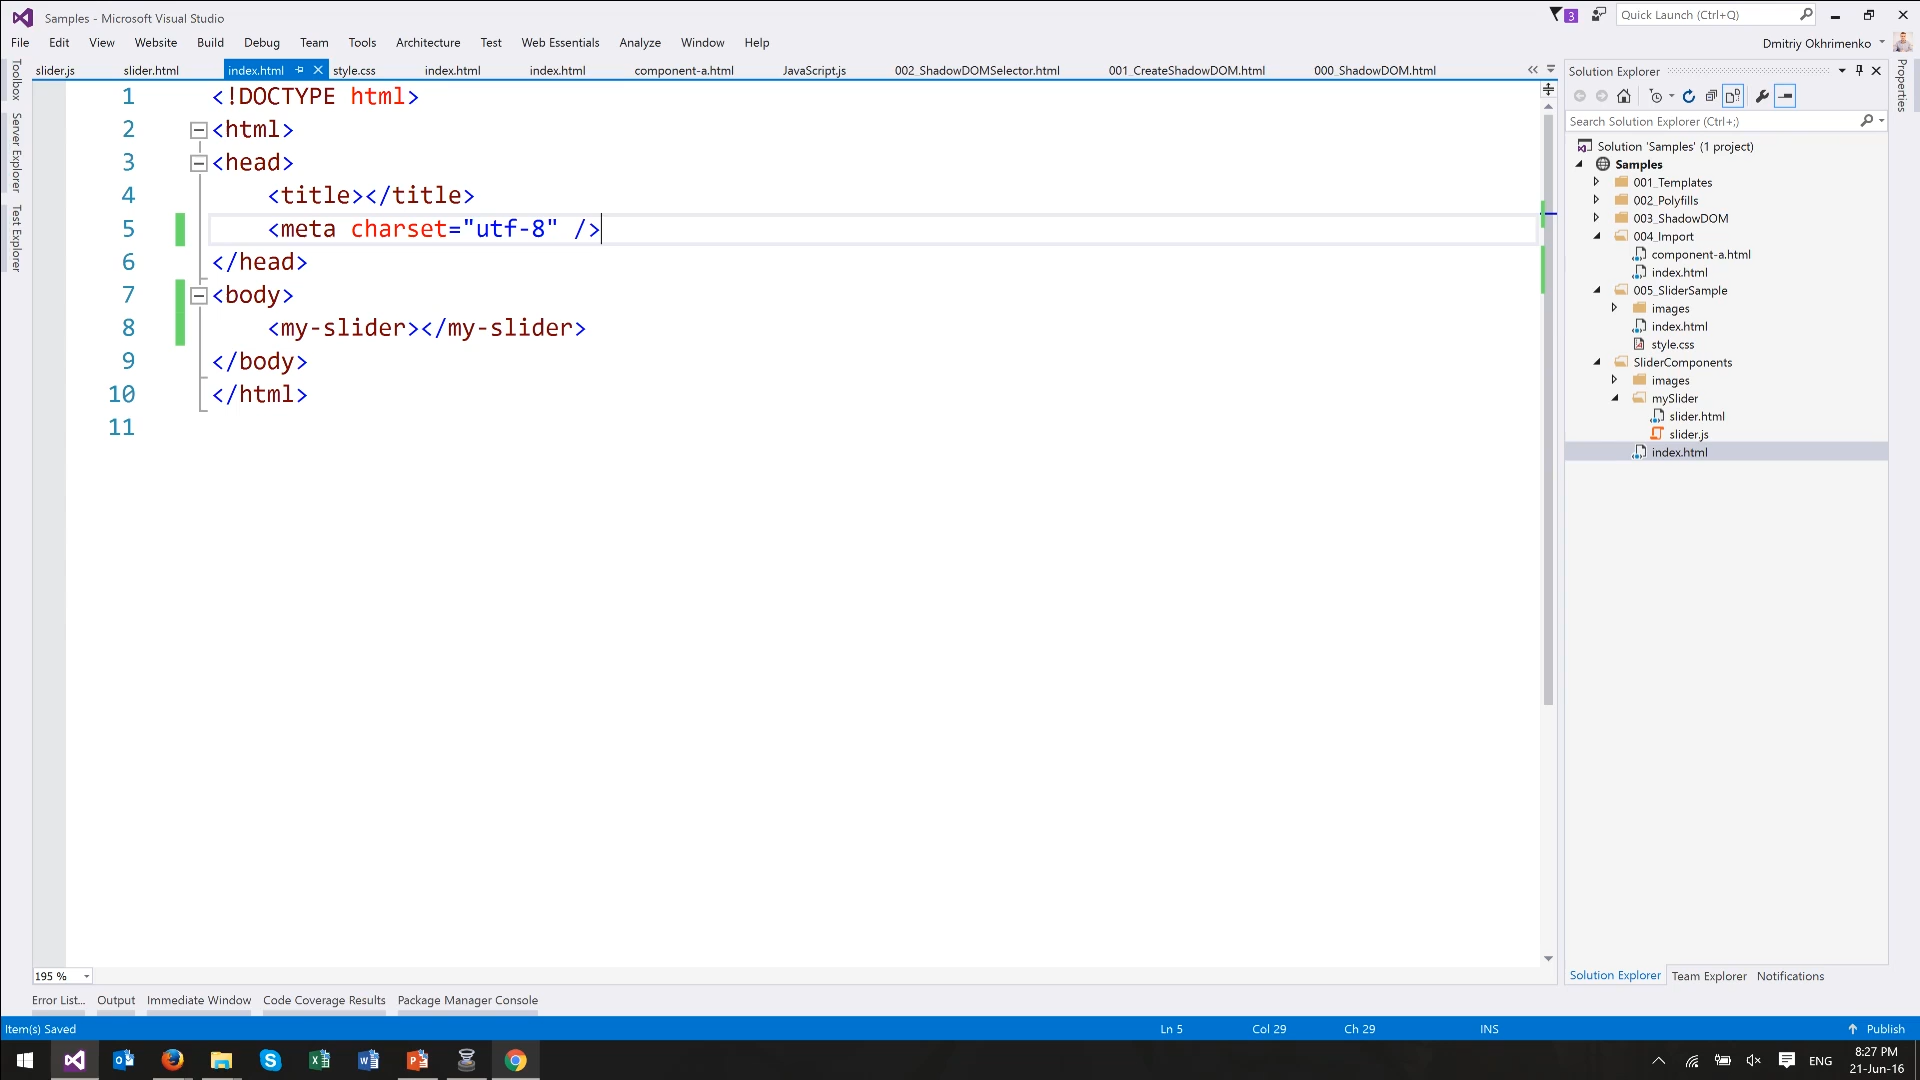 Samples - Microsoft Visual Studio
3
Quick Launch (Ctrl+Q)
File Edit View Website Build Debug Team Tools Architecture Test Web Essentials Analyze Window Help
Dmitriy Okhrimenko
slider.js slider.html index.html style.css index.html index.html component-a.html JavaScript.js 002_ShadowDOMSelector.html 001_CreateShadowDOM.html 000_ShadowDOM.html
Toolbox
Server Explorer
Test Explorer
1 <!DOCTYPE html>
2 <html>
3 <head>
4 <title></title>
5 <meta charset="utf-8" />
6 </head>
7 <body>
8 <my-slider></my-slider>
9 </body>
10 </html>
11
195 %
Solution Explorer
Search Solution Explorer (Ctrl+;)
Solution 'Samples' (1 project)
Samples
001_Templates
002_Polyfills
003_ShadowDOM
004_Import
component-a.html
index.html
005_SliderSample
images
index.html
style.css
SliderComponents
images
mySlider
slider.html
slider.js
index.html
Solution Explorer Team Explorer Notifications
Properties
Error List... Output Immediate Window Code Coverage Results Package Manager Console
Item(s) Saved Ln 5 Col 29 Ch 29 INS Publish
ENG
8:27 PM
21-Jun-16